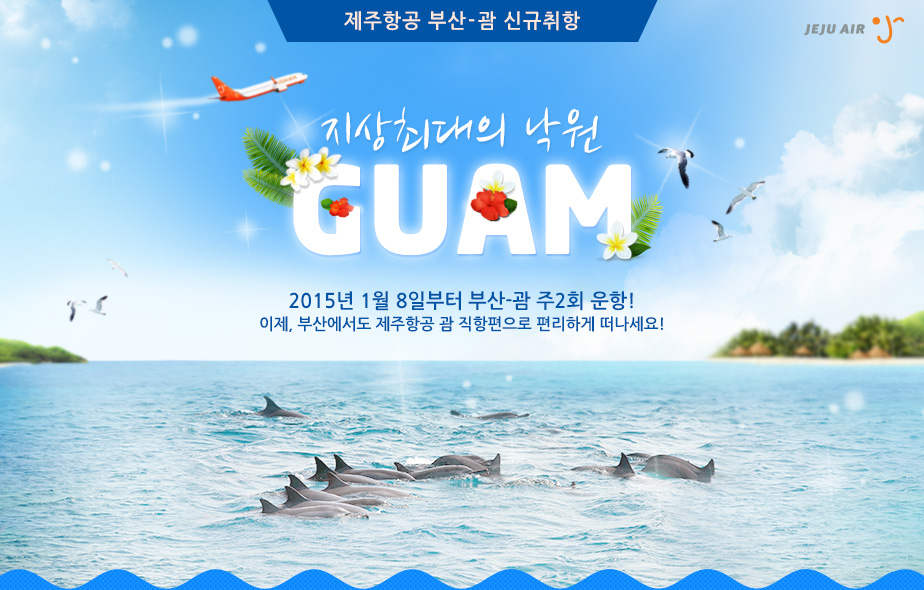 제주항공 부산-괌 신규취항
JEJU AIR
지상최대의 낙원
GUAM
2015년 1월 8일부터 부산-괌 주2회 운항!
이제, 부산에서도 제주항공 괌 직항편으로 편리하게 떠나세요!